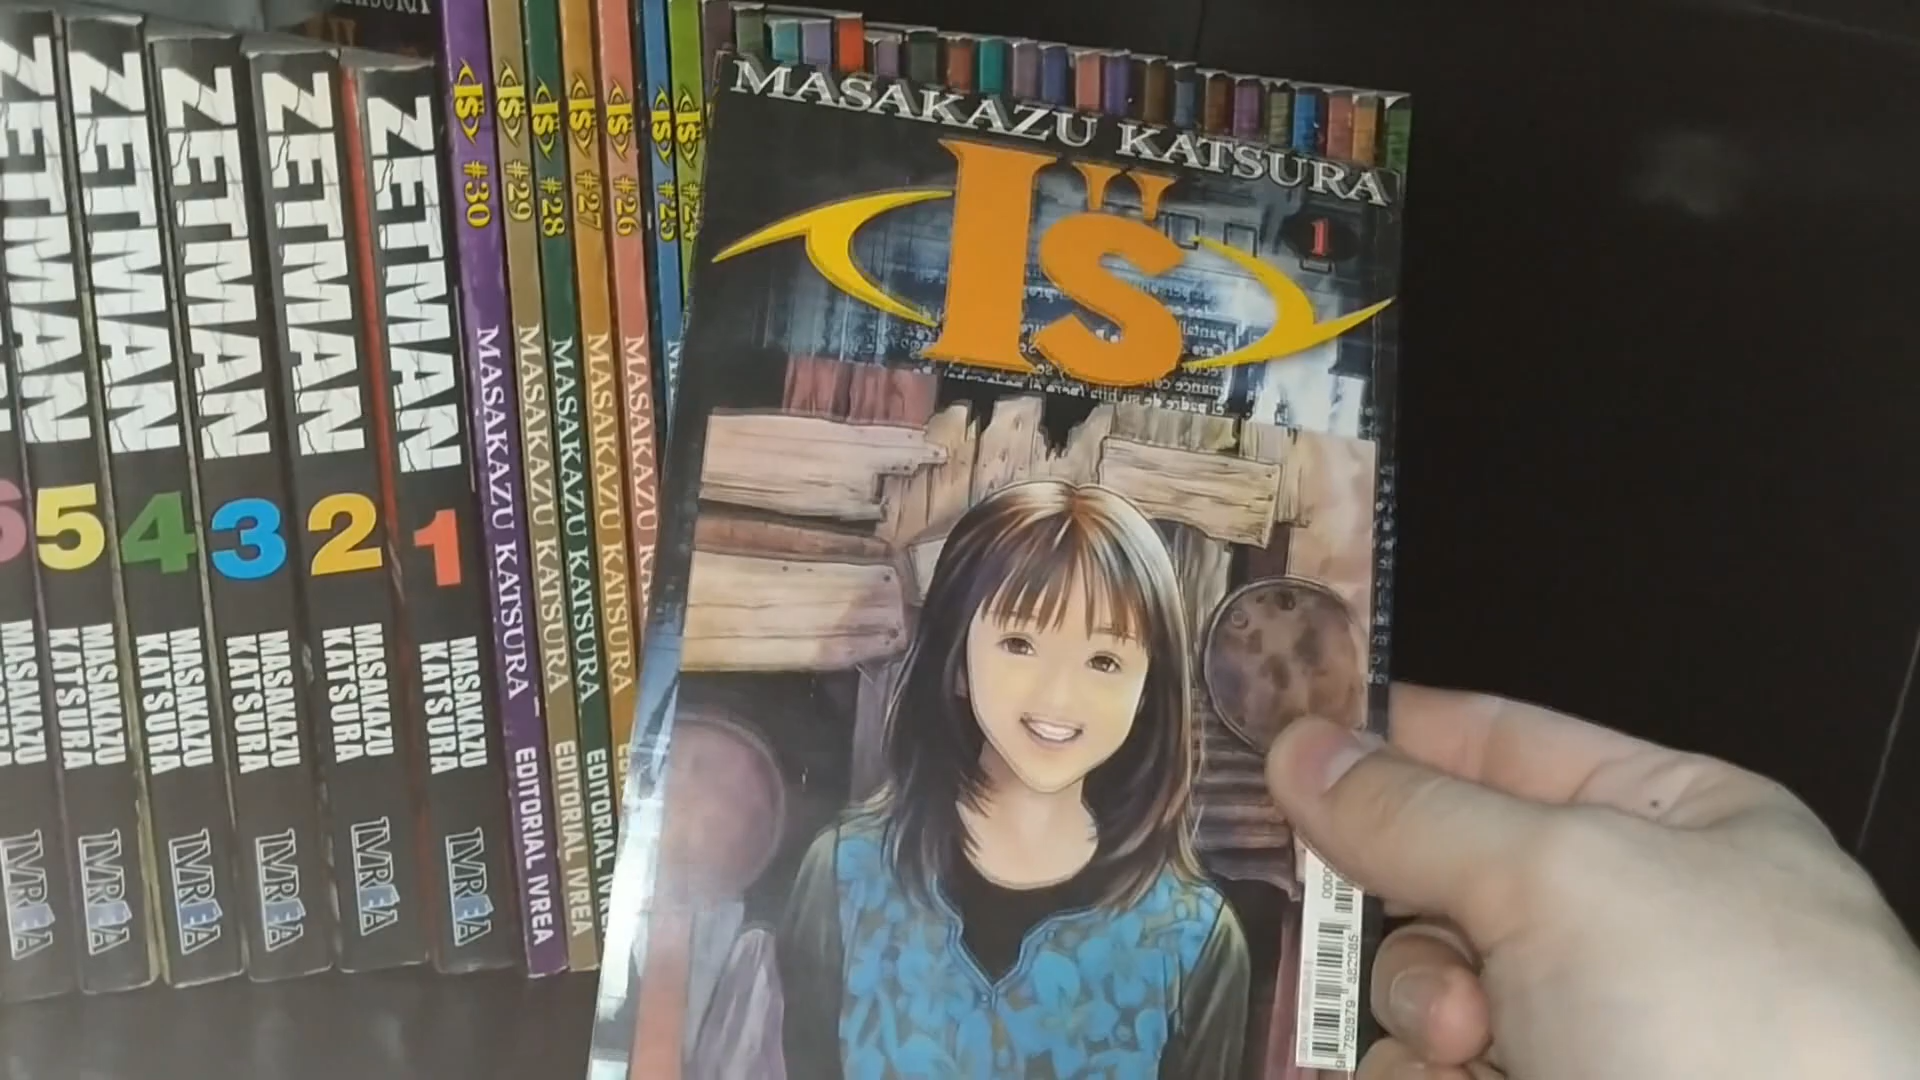 ZETMAN
5
MASAKAZU
KATSURA
IVREA
ZETMAN
4
MASAKAZU
KATSURA
IVREA
ZETMAN
3
MASAKAZU
KATSURA
IVREA
ZETMAN
2
MASAKAZU
KATSURA
IVREA
ZETMAN
1
MASAKAZU
KATSURA
IVREA
I"s #30 MASAKAZU KATSURA EDITORIAL IVREA
I"s #29 MASAKAZU KATSURA EDITORIAL IVREA
I"s #28 MASAKAZU KATSURA EDITORIAL
I"s #27 MASAKAZU KATSURA
I"s #26 MASAKAZU
I"s #25
I"s #24
MASAKAZU KATSURA
I"s
1